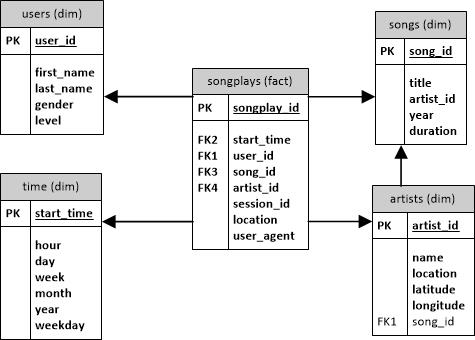 users (dim)
PK user_id
first_name
last_name
gender
level
songplays (fact)
PK songplay_id
FK2 start_time
FK1 user_id
FK3 song_id
FK4 artist_id
session_id
location
user_agent
songs (dim)
PK song_id
title
artist_id
year
duration
time (dim)
PK start_time
hour
day
week
month
year
weekday
artists (dim)
PK artist_id
name
location
latitude
longitude
FK1 song_id